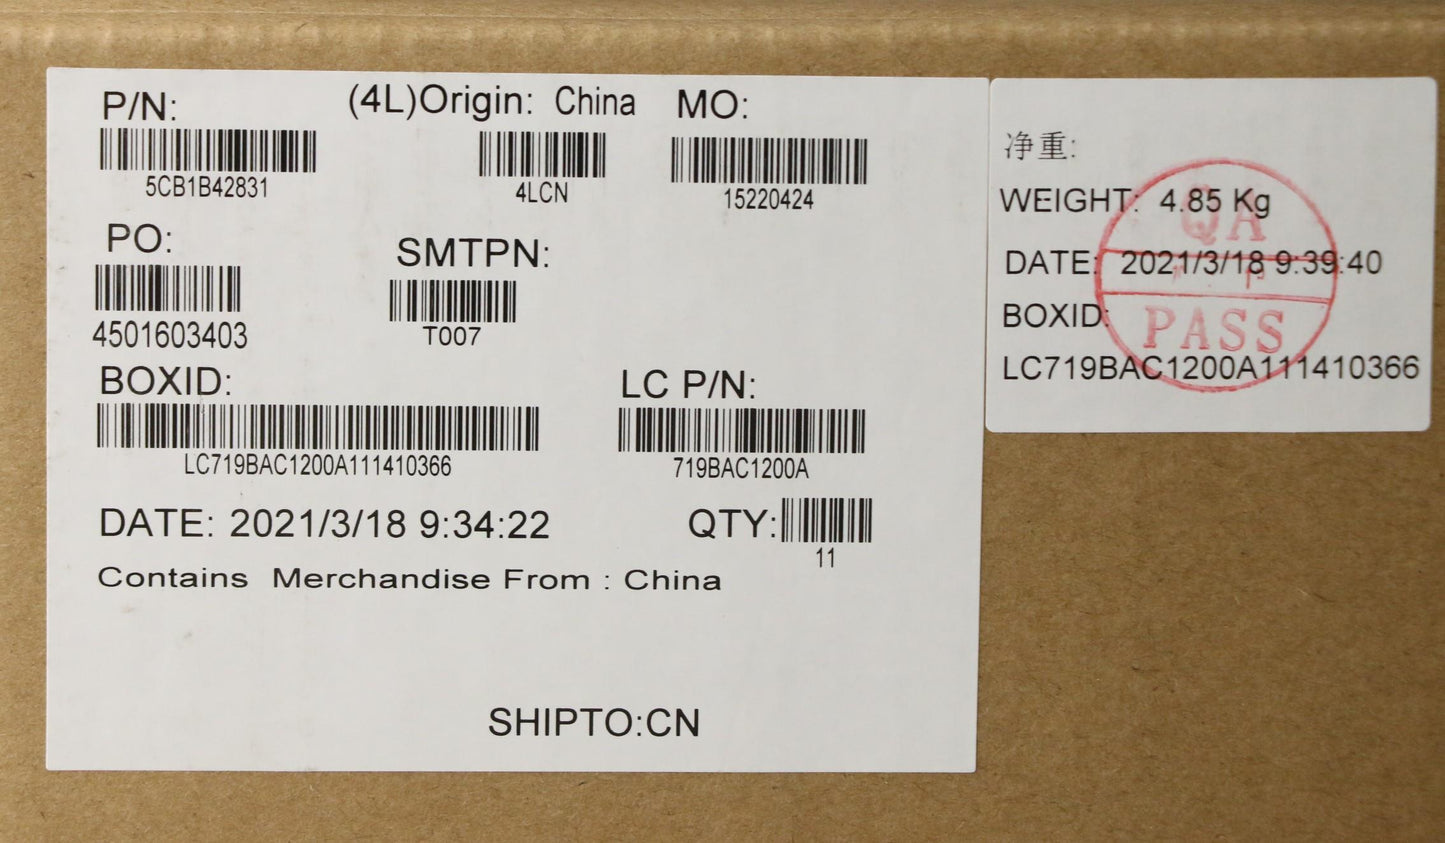 P/N: (4L)Origin: China MO:
5CB1B42831 4LCN 15220424
PO: SMTPN:
4501603403 T007
BOXID: LC P/N:
LC719BAC1200A111410366 719BAC1200A
DATE: 2021/3/18 9:34:22 QTY:
11
Contains Merchandise From : China
SHIPTO:CN
净重:
WEIGHT: 4.85 Kg
DATE: 2021/3/18 9:39:40
BOXID:
LC719BAC1200A111410366
QA
PASS